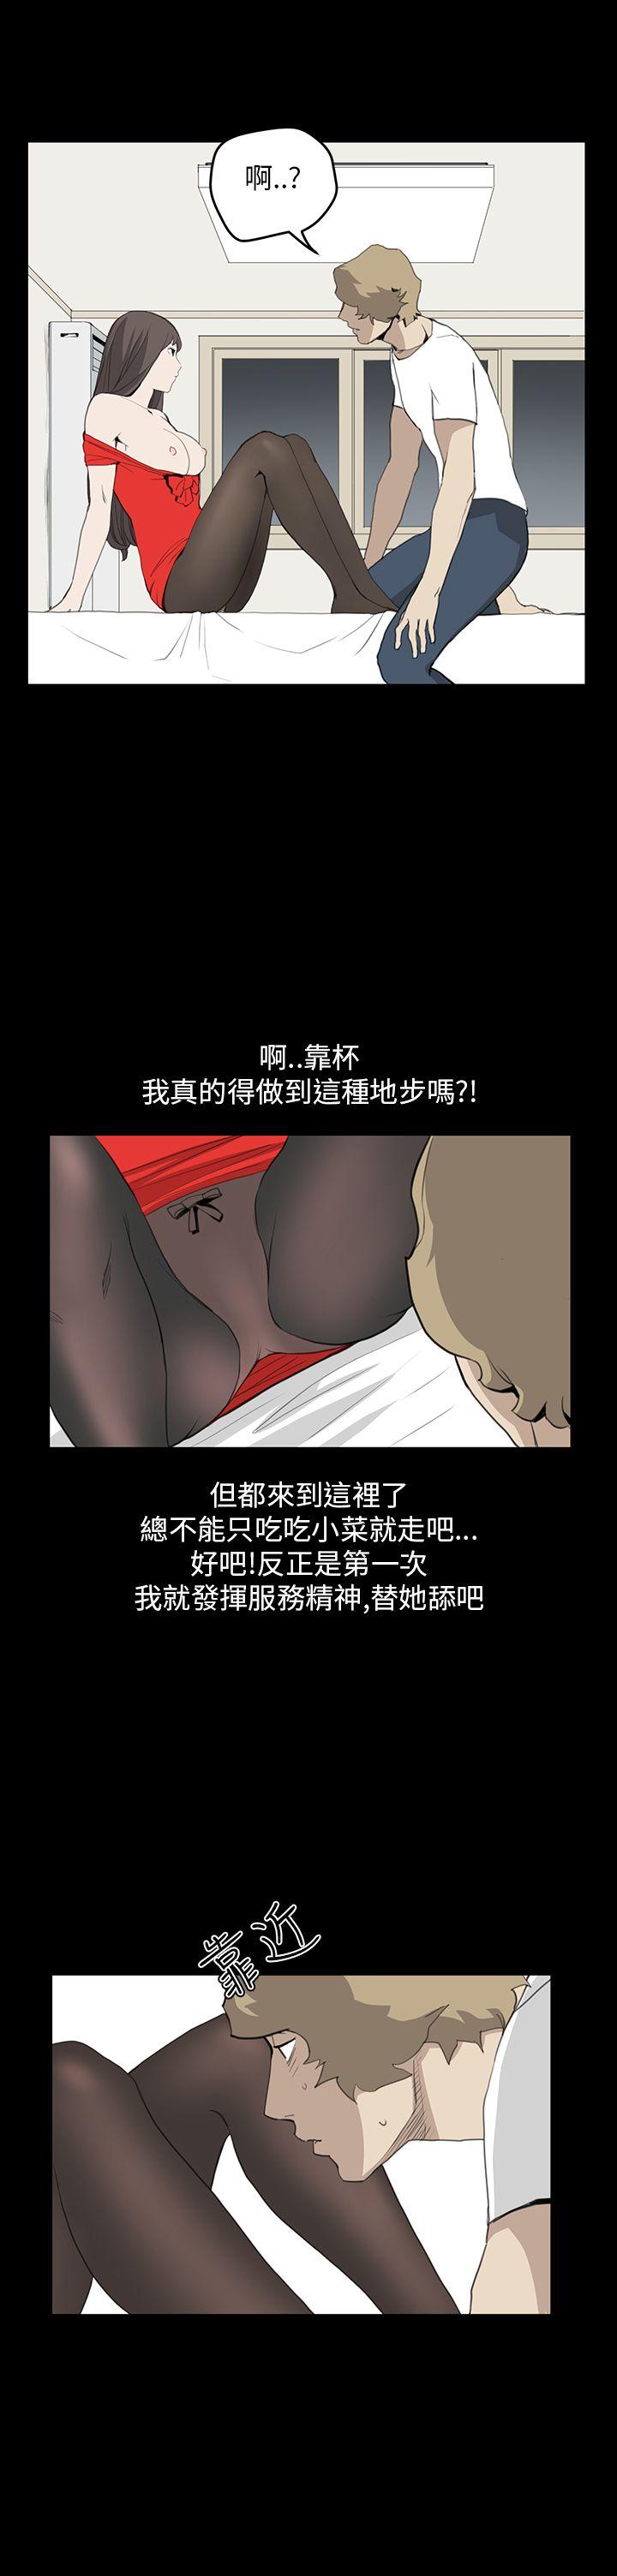 啊..?
啊..靠杯
我真的得做到這種地步嗎?!
但都來到這裡了
總不能只吃吃小菜就走吧...
好吧!反正是第一次
我就發揮服務精神,替她舔吧
靠近